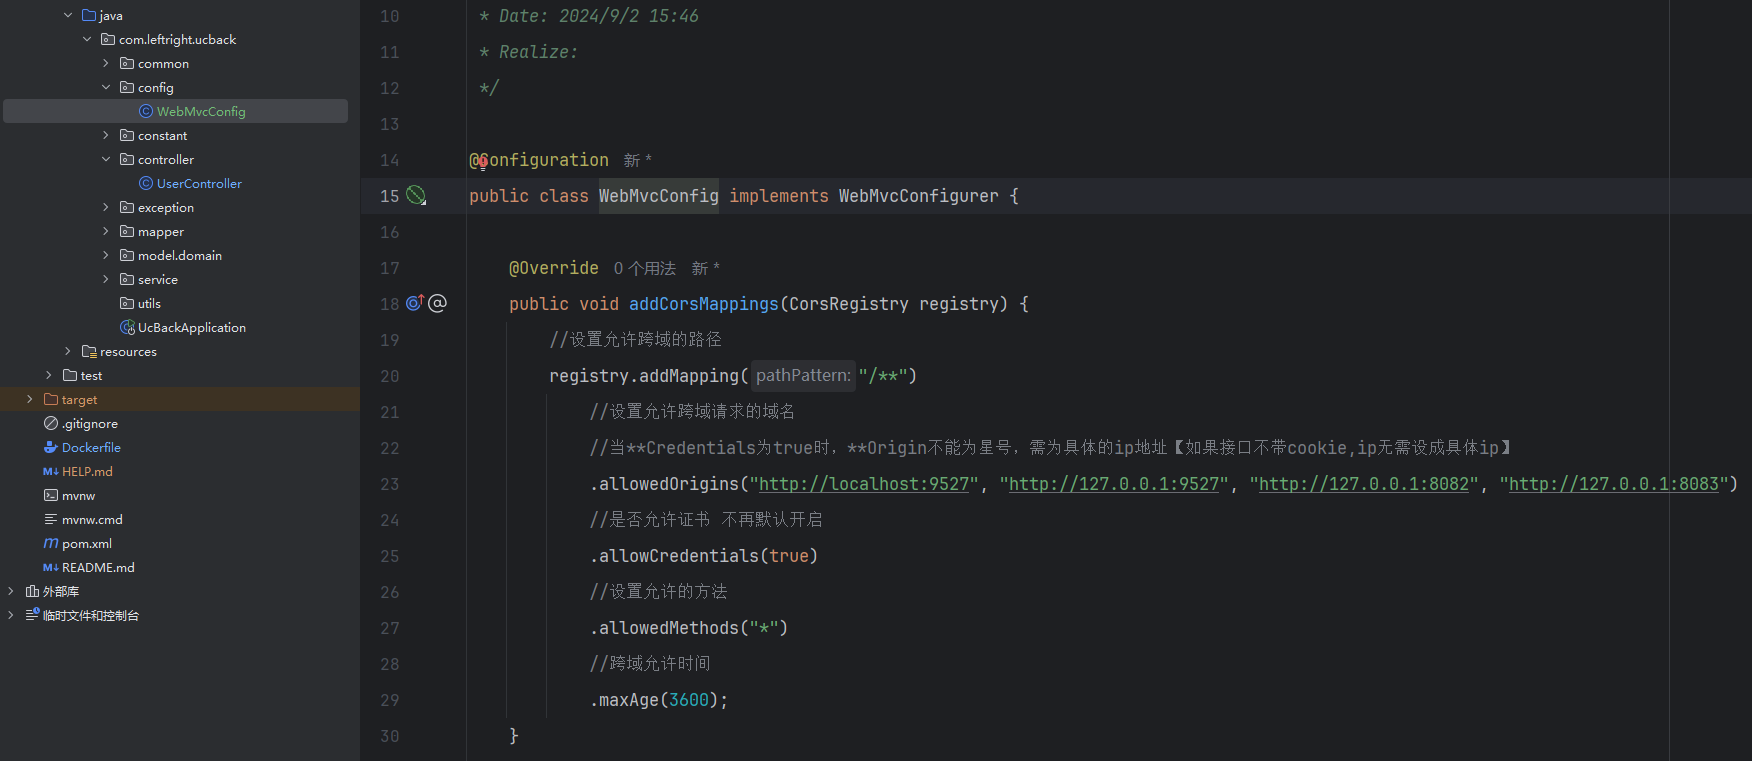 java
com.leftright.ucback
common
config
WebMvcConfig
constant
controller
UserController
exception
mapper
model.domain
service
utils
UcBackApplication
resources
test
target
.gitignore
Dockerfile
HELP.md
mvnw
mvnw.cmd
pom.xml
README.md
外部库
临时文件和控制台
10 * Date: 2024/9/2 15:46
11 * Realize:
12 */
13
14 @Configuration 新 *
15 public class WebMvcConfig implements WebMvcConfigurer {
16
17 @Override 0 个用法 新 *
18 public void addCorsMappings(CorsRegistry registry) {
19 //设置允许跨域的路径
20 registry.addMapping( pathPattern: "/**")
21 //设置允许跨域请求的域名
22 //当**Credentials为true时，**Origin不能为星号，需为具体的ip地址【如果接口不带cookie,ip无需设成具体ip】
23 .allowedOrigins("http://localhost:9527", "http://127.0.0.1:9527", "http://127.0.0.1:8082", "http://127.0.0.1:8083")
24 //是否允许证书 不再默认开启
25 .allowCredentials(true)
26 //设置允许的方法
27 .allowedMethods("*")
28 //跨域允许时间
29 .maxAge(3600);
30 }